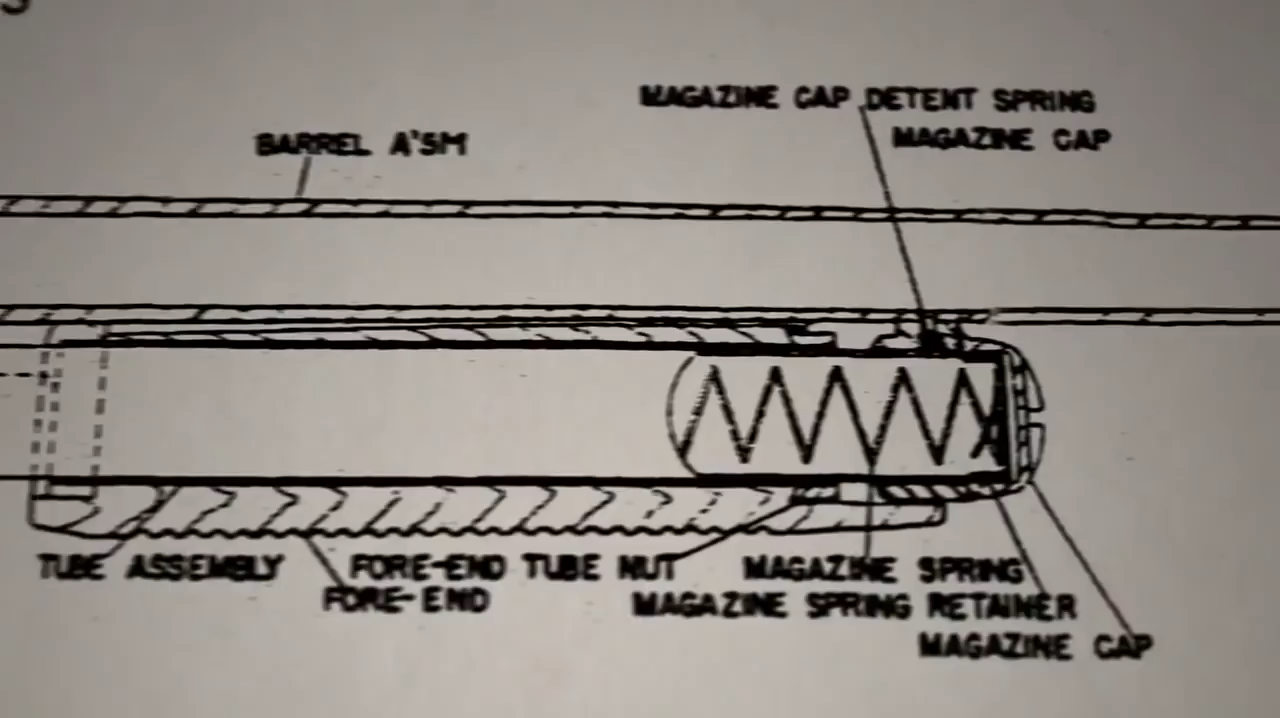 MAGAZINE CAP DETENT SPRING
MAGAZINE CAP
BARREL A'SM
TUBE ASSEMBLY
FORE-END TUBE NUT
MAGAZINE SPRING
FORE-END
MAGAZINE SPRING RETAINER
MAGAZINE CAP